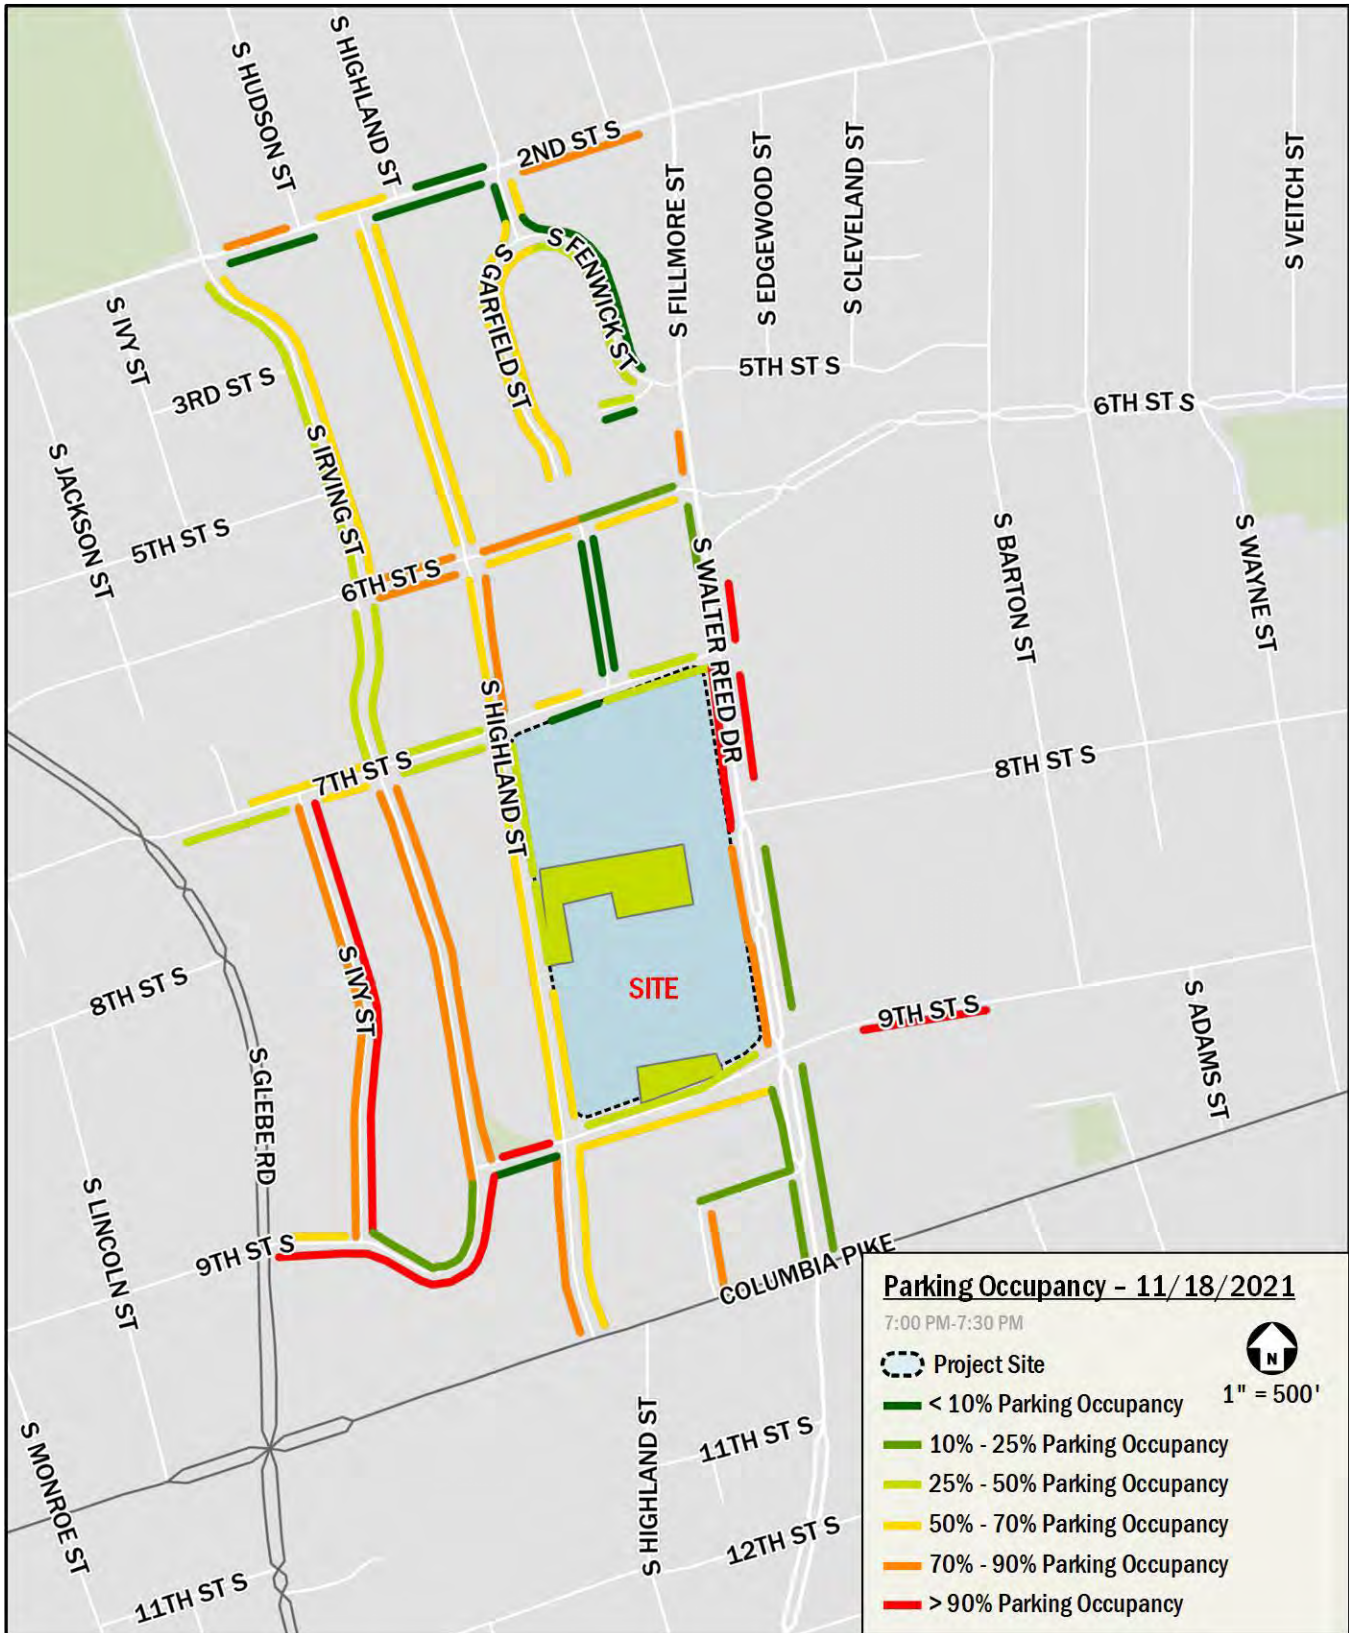 S HUDSON ST
S HIGHLAND ST
2ND ST S
S FILLMORE ST
S EDGEWOOD ST
S CLEVELAND ST
S VEITCH ST
S IVY ST
3RD ST S
S GARFIELD ST
S FENWICK ST
5TH ST S
6TH ST S
S JACKSON ST
S IRVING ST
5TH ST S
6TH ST S
S WALTER REED DR
S BARTON ST
S WAYNE ST
S HIGHLAND ST
7TH ST S
8TH ST S
SITE
8TH ST S
S IVY ST
9TH ST S
S ADAMS ST
S GLEBE RD
S LINCOLN ST
9TH ST S
COLUMBIA PIKE
S MONROE ST
11TH ST S
S HIGHLAND ST
11TH ST S
12TH ST S
Parking Occupancy – 11/18/2021
7:00 PM-7:30 PM
N
1" = 500'
Project Site
< 10% Parking Occupancy
10% - 25% Parking Occupancy
25% - 50% Parking Occupancy
50% - 70% Parking Occupancy
70% - 90% Parking Occupancy
> 90% Parking Occupancy